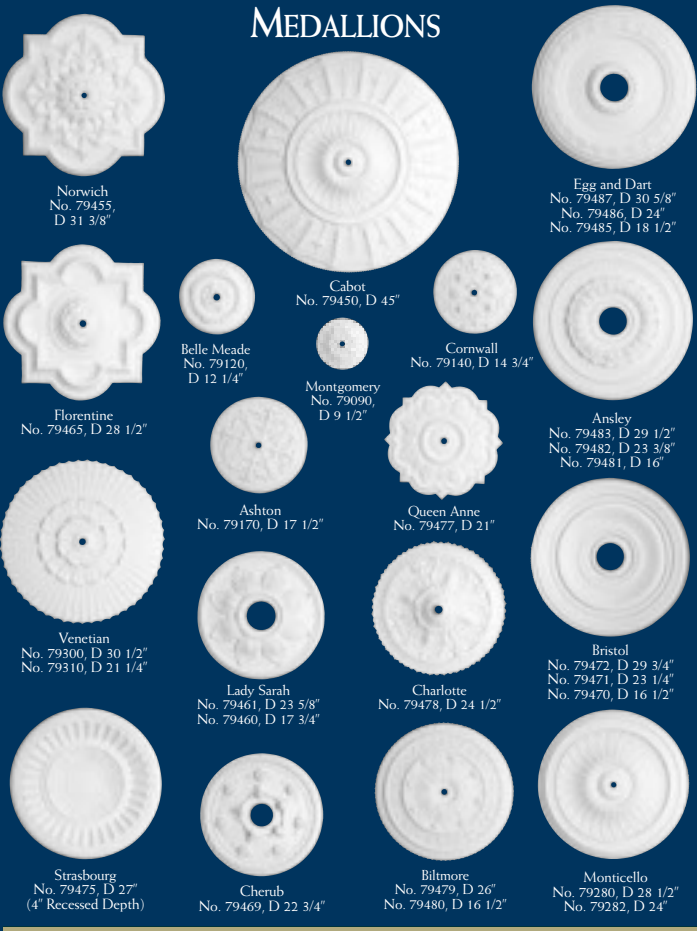 MEDALLIONS
Norwich
No. 79455,
D 31 3/8"
Cabot
No. 79450, D 45"
Egg and Dart
No. 79487, D 30 5/8"
No. 79486, D 24"
No. 79485, D 18 1/2"
Florentine
No. 79465, D 28 1/2"
Belle Meade
No. 79120,
D 12 1/4"
Montgomery
No. 79090,
D 9 1/2"
Cornwall
No. 79140, D 14 3/4"
Ansley
No. 79483, D 29 1/2"
No. 79482, D 23 3/8"
No. 79481, D 16"
Ashton
No. 79170, D 17 1/2"
Queen Anne
No. 79477, D 21"
Venetian
No. 79300, D 30 1/2"
No. 79310, D 21 1/4"
Lady Sarah
No. 79461, D 23 5/8"
No. 79460, D 17 3/4"
Charlotte
No. 79478, D 24 1/2"
Bristol
No. 79472, D 29 3/4"
No. 79471, D 23 1/4"
No. 79470, D 16 1/2"
Strasbourg
No. 79475, D 27"
(4" Recessed Depth)
Cherub
No. 79469, D 22 3/4"
Biltmore
No. 79479, D 26"
No. 79480, D 16 1/2"
Monticello
No. 79280, D 28 1/2"
No. 79282, D 24"